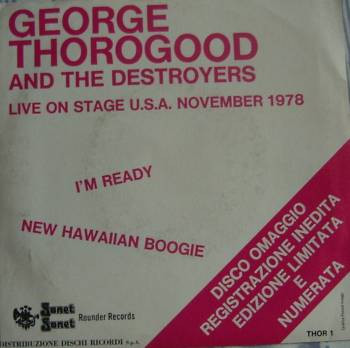 GEORGE
THOROGOOD
AND THE DESTROYERS
LIVE ON STAGE U.S.A. NOVEMBER 1978
I'M READY
NEW HAWAIIAN BOOGIE
DISCO OMAGGIO
REGISTRAZIONE INEDITA
EDIZIONE LIMITATA
E
NUMERATA
Sonet
Sonet
Rounder Records
THOR 1
DISTRIBUZIONE DISCHI RICORDI S.p.A.